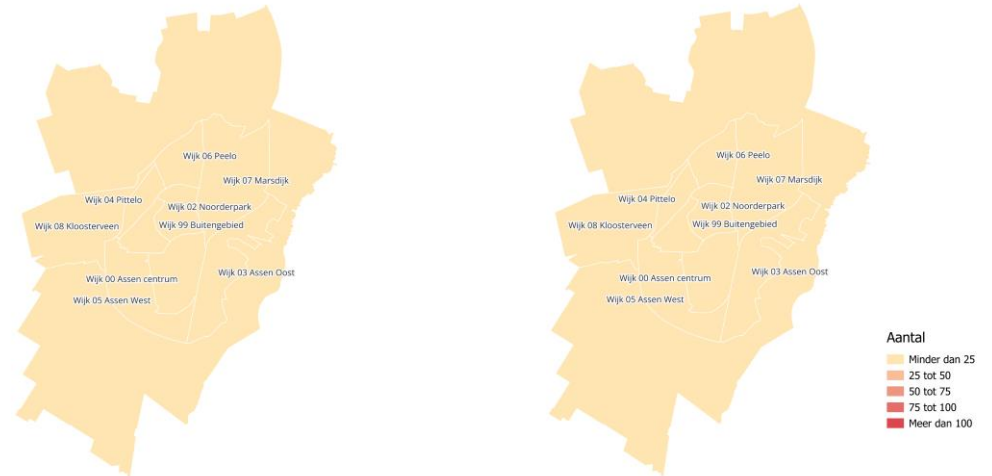 Wijk 06 Peelo
Wijk 07 Marsdijk
Wijk 04 Pittelo
Wijk 02 Noorderpark
Wijk 08 Kloosterveen
Wijk 99 Buitengebied
Wijk 03 Assen Oost
Wijk 00 Assen centrum
Wijk 05 Assen West
Wijk 06 Peelo
Wijk 07 Marsdijk
Wijk 04 Pittelo
Wijk 02 Noorderpark
Wijk 08 Kloosterveen
Wijk 99 Buitengebied
Wijk 03 Assen Oost
Wijk 00 Assen centrum
Wijk 05 Assen West
Aantal
Minder dan 25
25 tot 50
50 tot 75
75 tot 100
Meer dan 100